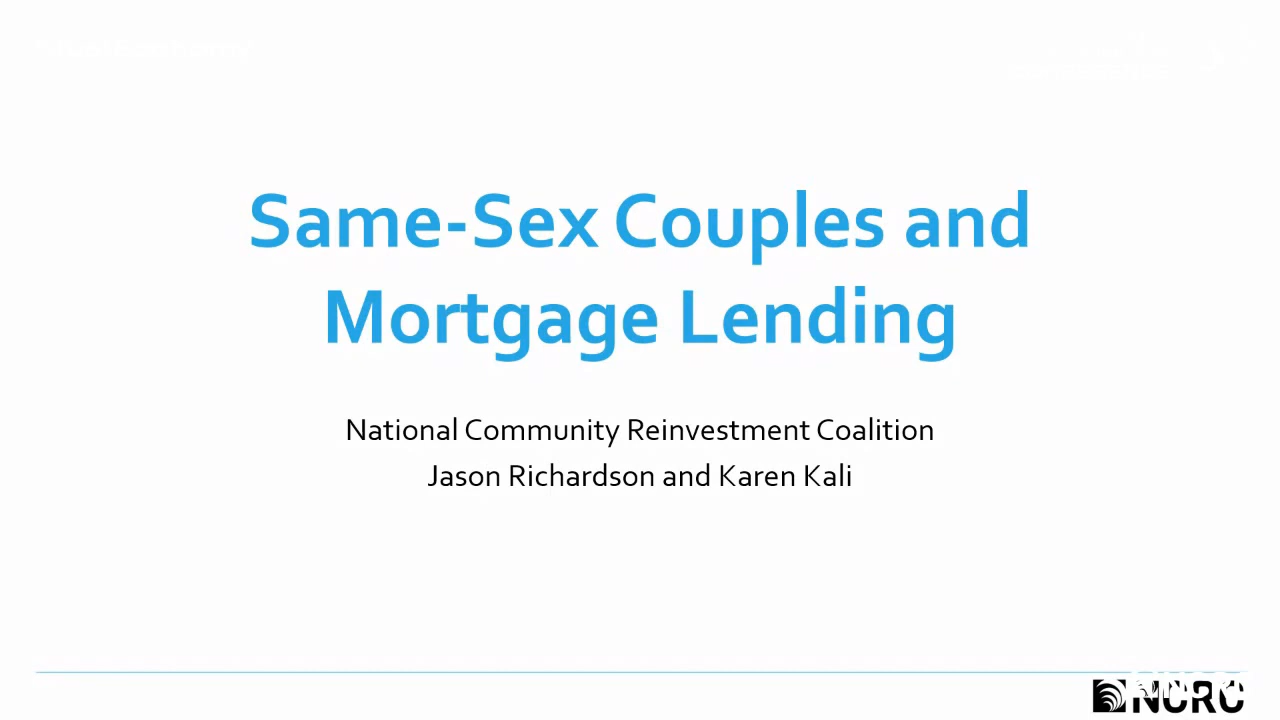 Same-Sex Couples and
Mortgage Lending
National Community Reinvestment Coalition
Jason Richardson and Karen Kali
NCRC